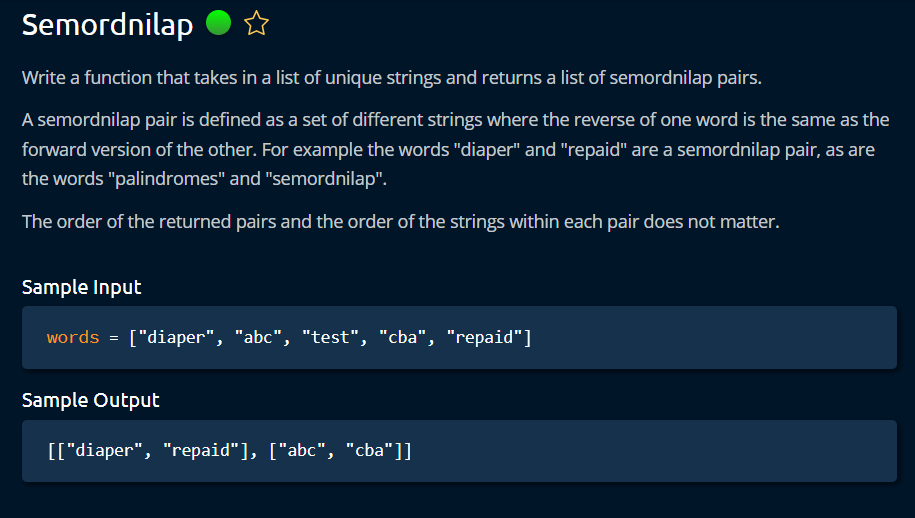 Semordnilap
Write a function that takes in a list of unique strings and returns a list of semordnilap pairs.
A semordnilap pair is defined as a set of different strings where the reverse of one word is the same as the
forward version of the other. For example the words "diaper" and "repaid" are a semordnilap pair, as are
the words "palindromes" and "semordnilap".
The order of the returned pairs and the order of the strings within each pair does not matter.
Sample Input
words = ["diaper", "abc", "test", "cba", "repaid"]
Sample Output
[["diaper", "repaid"], ["abc", "cba"]]